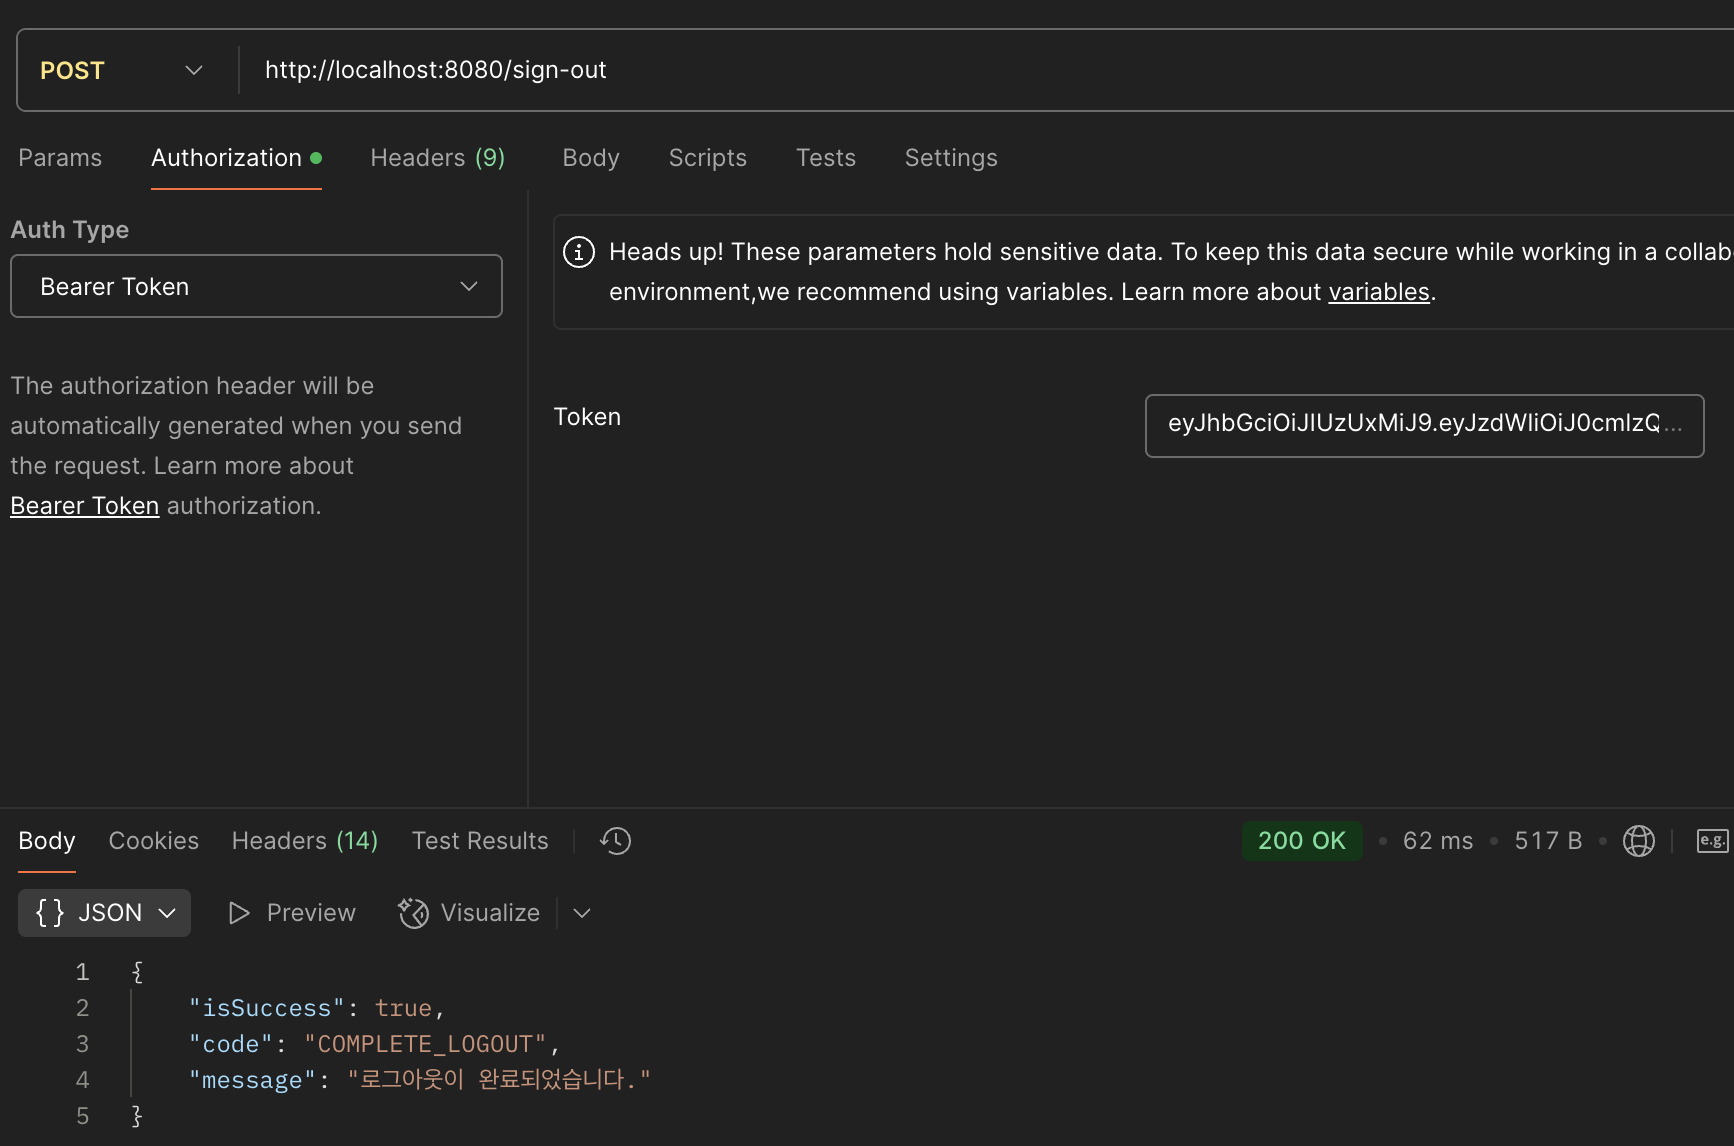 POST http://localhost:8080/sign-out
Params Authorization Headers (9) Body Scripts Tests Settings
Auth Type
Bearer Token
The authorization header will be
automatically generated when you send
the request. Learn more about
Bearer Token authorization.
Heads up! These parameters hold sensitive data. To keep this data secure while working in a collab
environment,we recommend using variables. Learn more about variables.
Token
eyJhbGciOiJIUzUxMiJ9.eyJzdWIiOiJ0cmlzQ...
Body Cookies Headers (14) Test Results 200 OK • 62 ms • 517 B • e.g.
{} JSON Preview Visualize
1 {
2 "isSuccess": true,
3 "code": "COMPLETE_LOGOUT",
4 "message": "로그아웃이 완료되었습니다."
5 }